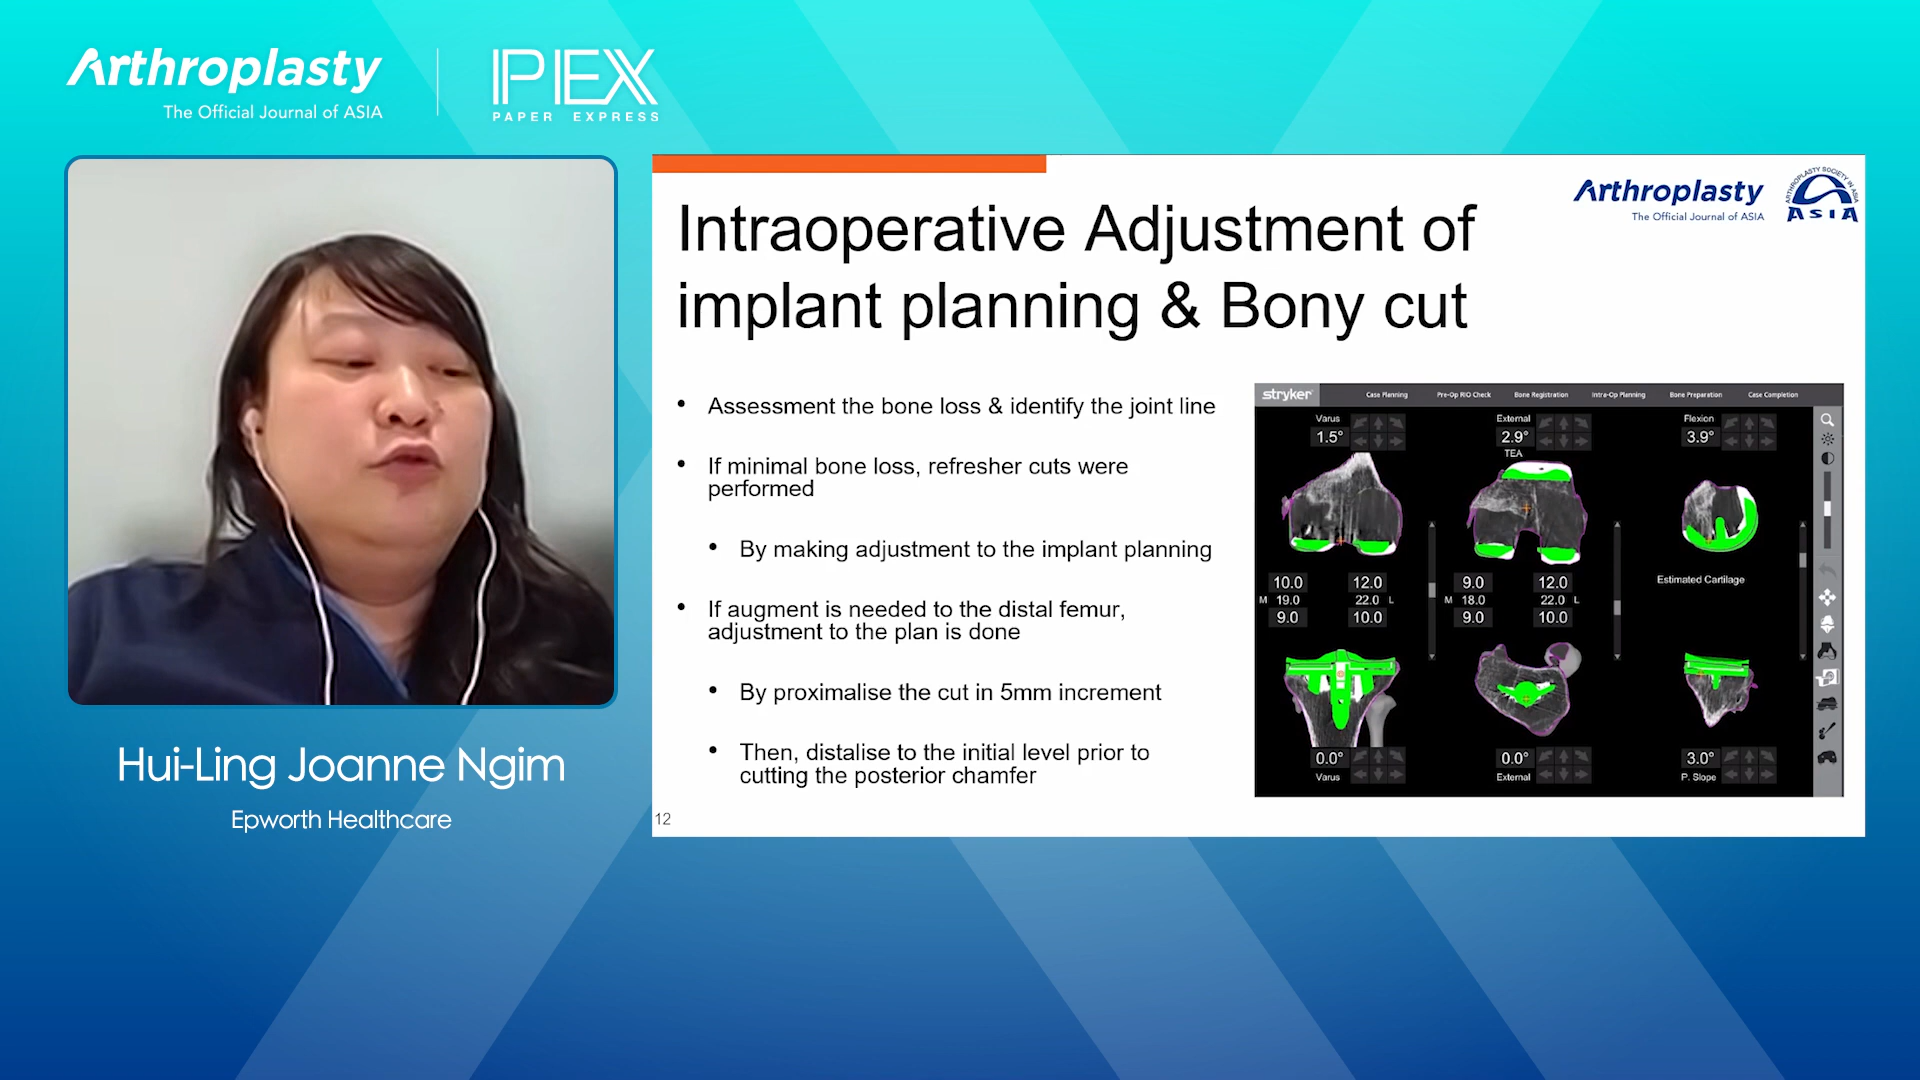 Arthroplasty
The Official Journal of ASIA
IPEX
PAPER EXPRESS
Hui-Ling Joanne Ngim
Epworth Healthcare
Arthroplasty
The Official Journal of ASIA
ARTHROPLASTY SOCIETY IN ASIA
ASIA
Intraoperative Adjustment of
implant planning & Bony cut
• Assessment the bone loss & identify the joint line
• If minimal bone loss, refresher cuts were
performed
• By making adjustment to the implant planning
• If augment is needed to the distal femur,
adjustment to the plan is done
• By proximalise the cut in 5mm increment
• Then, distalise to the initial level prior to
cutting the posterior chamfer
12
stryker Case Planning Pre-Op RIO Check Bone Registration Intra-Op Planning Bone Preparation Case Completion
Varus External Flexion
1.5° 2.9° 3.9°
TEA
Estimated Cartilage
10.0 12.0 9.0 12.0
M 19.0 22.0 L M 18.0 22.0 L
9.0 10.0 9.0 10.0
0.0° 0.0° 3.0°
Varus External P. Slope